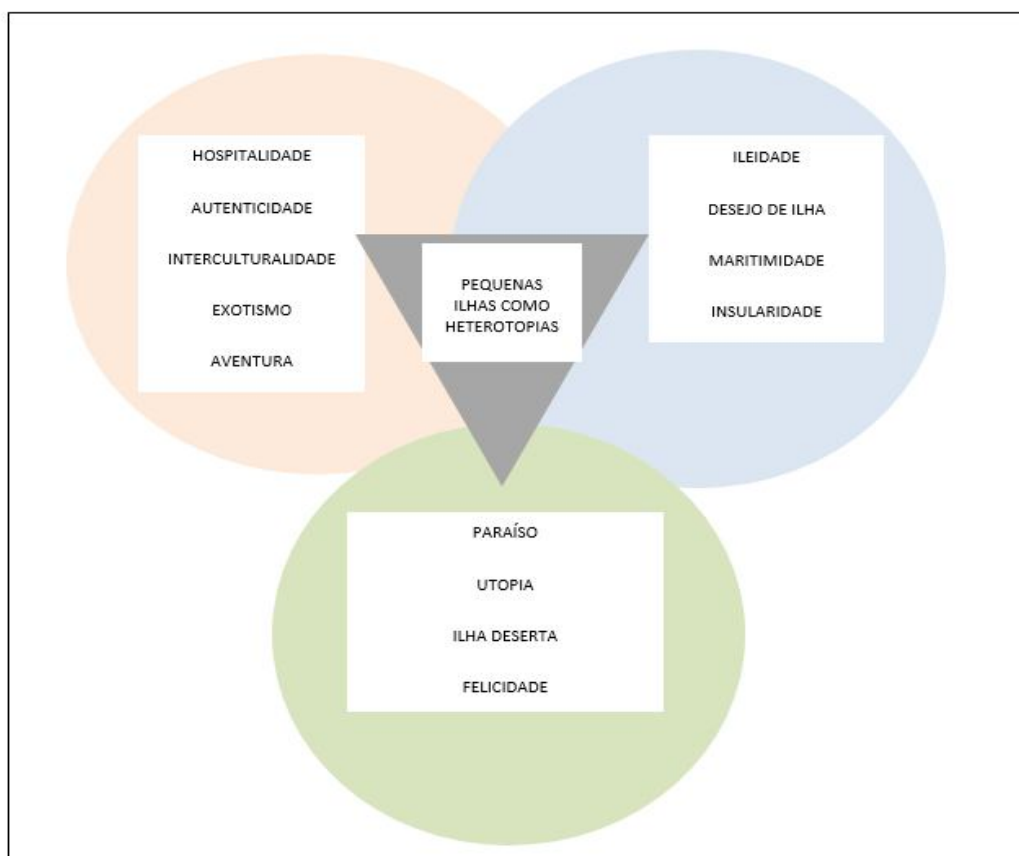 HOSPITALIDADE
AUTENTICIDADE
INTERCULTURALIDADE
EXOTISMO
AVENTURA
ILEIDADE
DESEJO DE ILHA
MARITIMIDADE
INSULARIDADE
PEQUENAS
ILHAS COMO
HETEROTOPIAS
PARAÍSO
UTOPIA
ILHA DESERTA
FELICIDADE